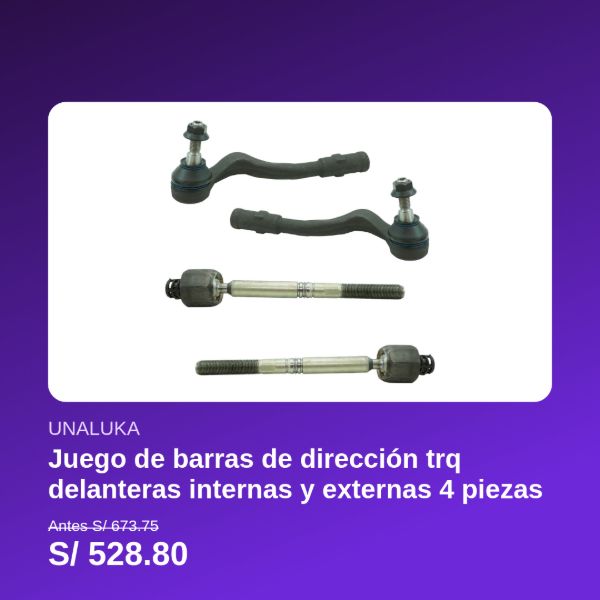 UNALUKA
Juego de barras de dirección trq
delanteras internas y externas 4 piezas
Antes S/ 673.75
S/ 528.80